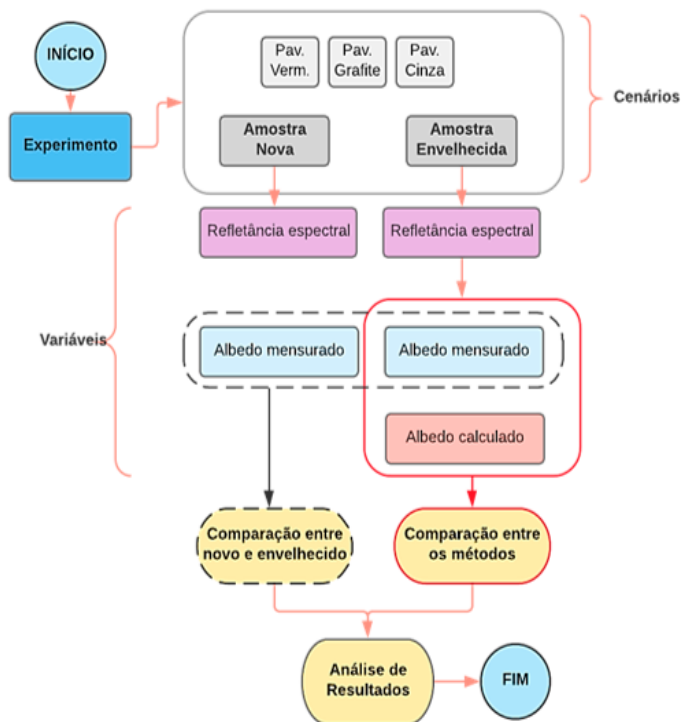 INÍCIO
Pav.
Verm.
Pav.
Grafite
Pav.
Cinza
Cenários
Experimento
Amostra
Nova
Amostra
Envelhecida
Refletância espectral
Refletância espectral
Variáveis
Albedo mensurado
Albedo mensurado
Albedo calculado
Comparação entre
novo e envelhecido
Comparação entre
os métodos
Análise de
Resultados
FIM